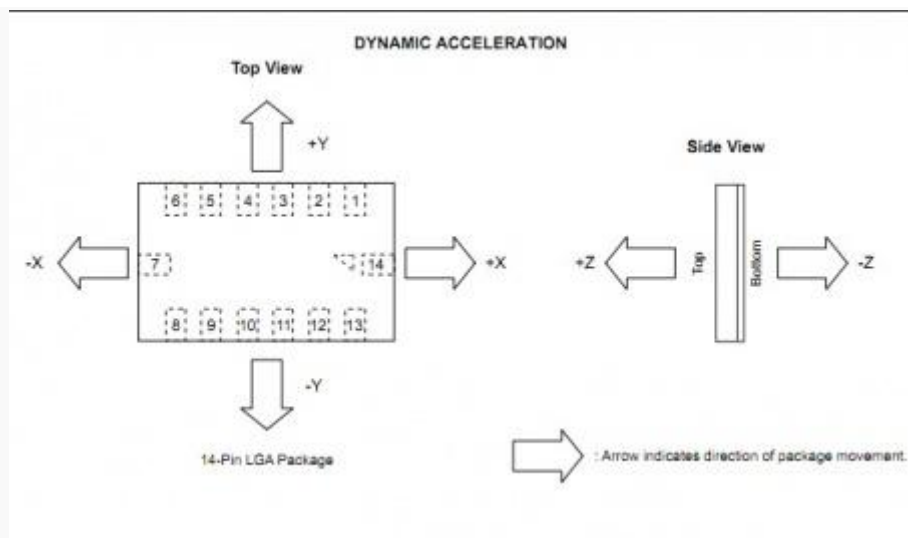 DYNAMIC ACCELERATION
Top View
+Y
Side View
6 5 4 3 2 1
-X
7
14
+X
+Z
Top
Bottom
-Z
8 9 10 11 12 13
-Y
14-Pin LGA Package
: Arrow indicates direction of package movement.